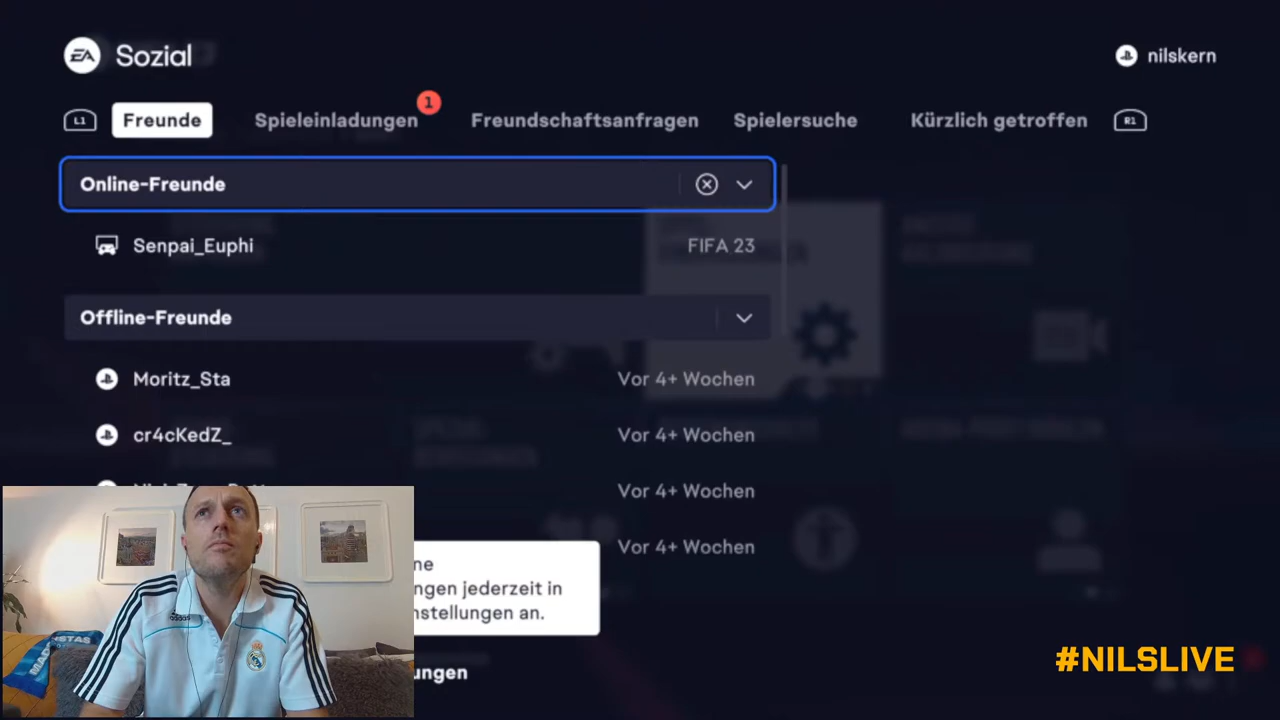 EA Sozial
nilskern
L1 Freunde Spieleinladungen 1 Freundschaftsanfragen Spielersuche Kürzlich getroffen R1
Online-Freunde
Senpai_Euphi FIFA 23
Offline-Freunde
Moritz_Sta Vor 4+ Wochen
cr4cKedZ_ Vor 4+ Wochen
Vor 4+ Wochen
Vor 4+ Wochen
ne
ngen jederzeit in
nstellungen an.
ungen
adidas
#NILSLIVE